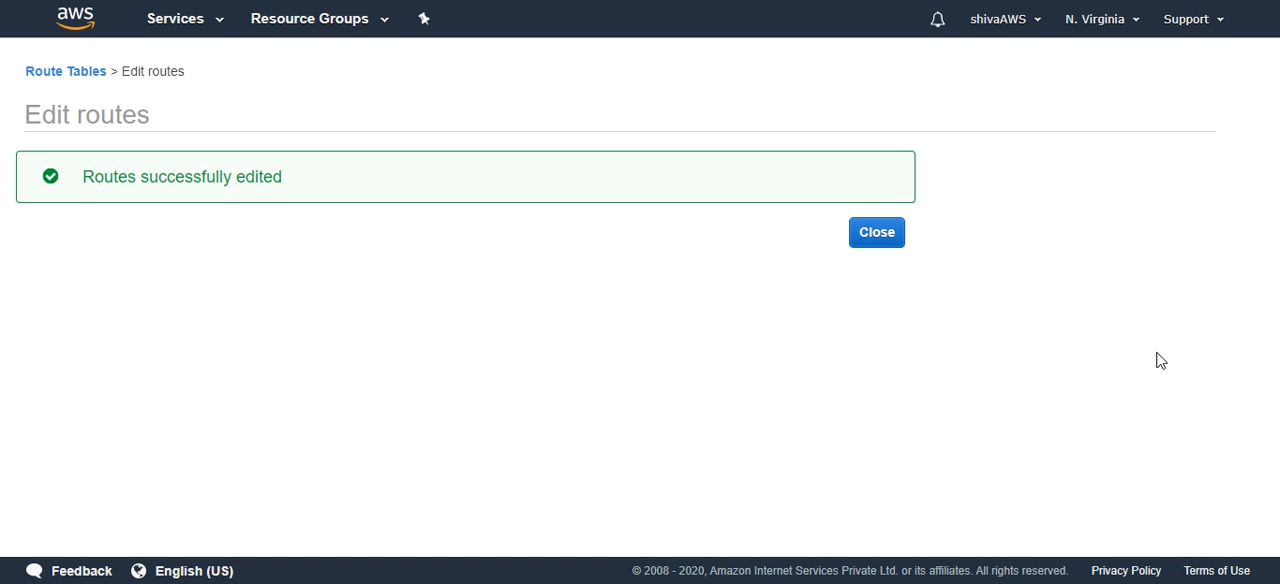 aws Services Resource Groups shivaAWS N. Virginia Support
Route Tables > Edit routes
Edit routes
Routes successfully edited
Close
Feedback English (US) © 2008 - 2020, Amazon Internet Services Private Ltd. or its affiliates. All rights reserved. Privacy Policy Terms of Use